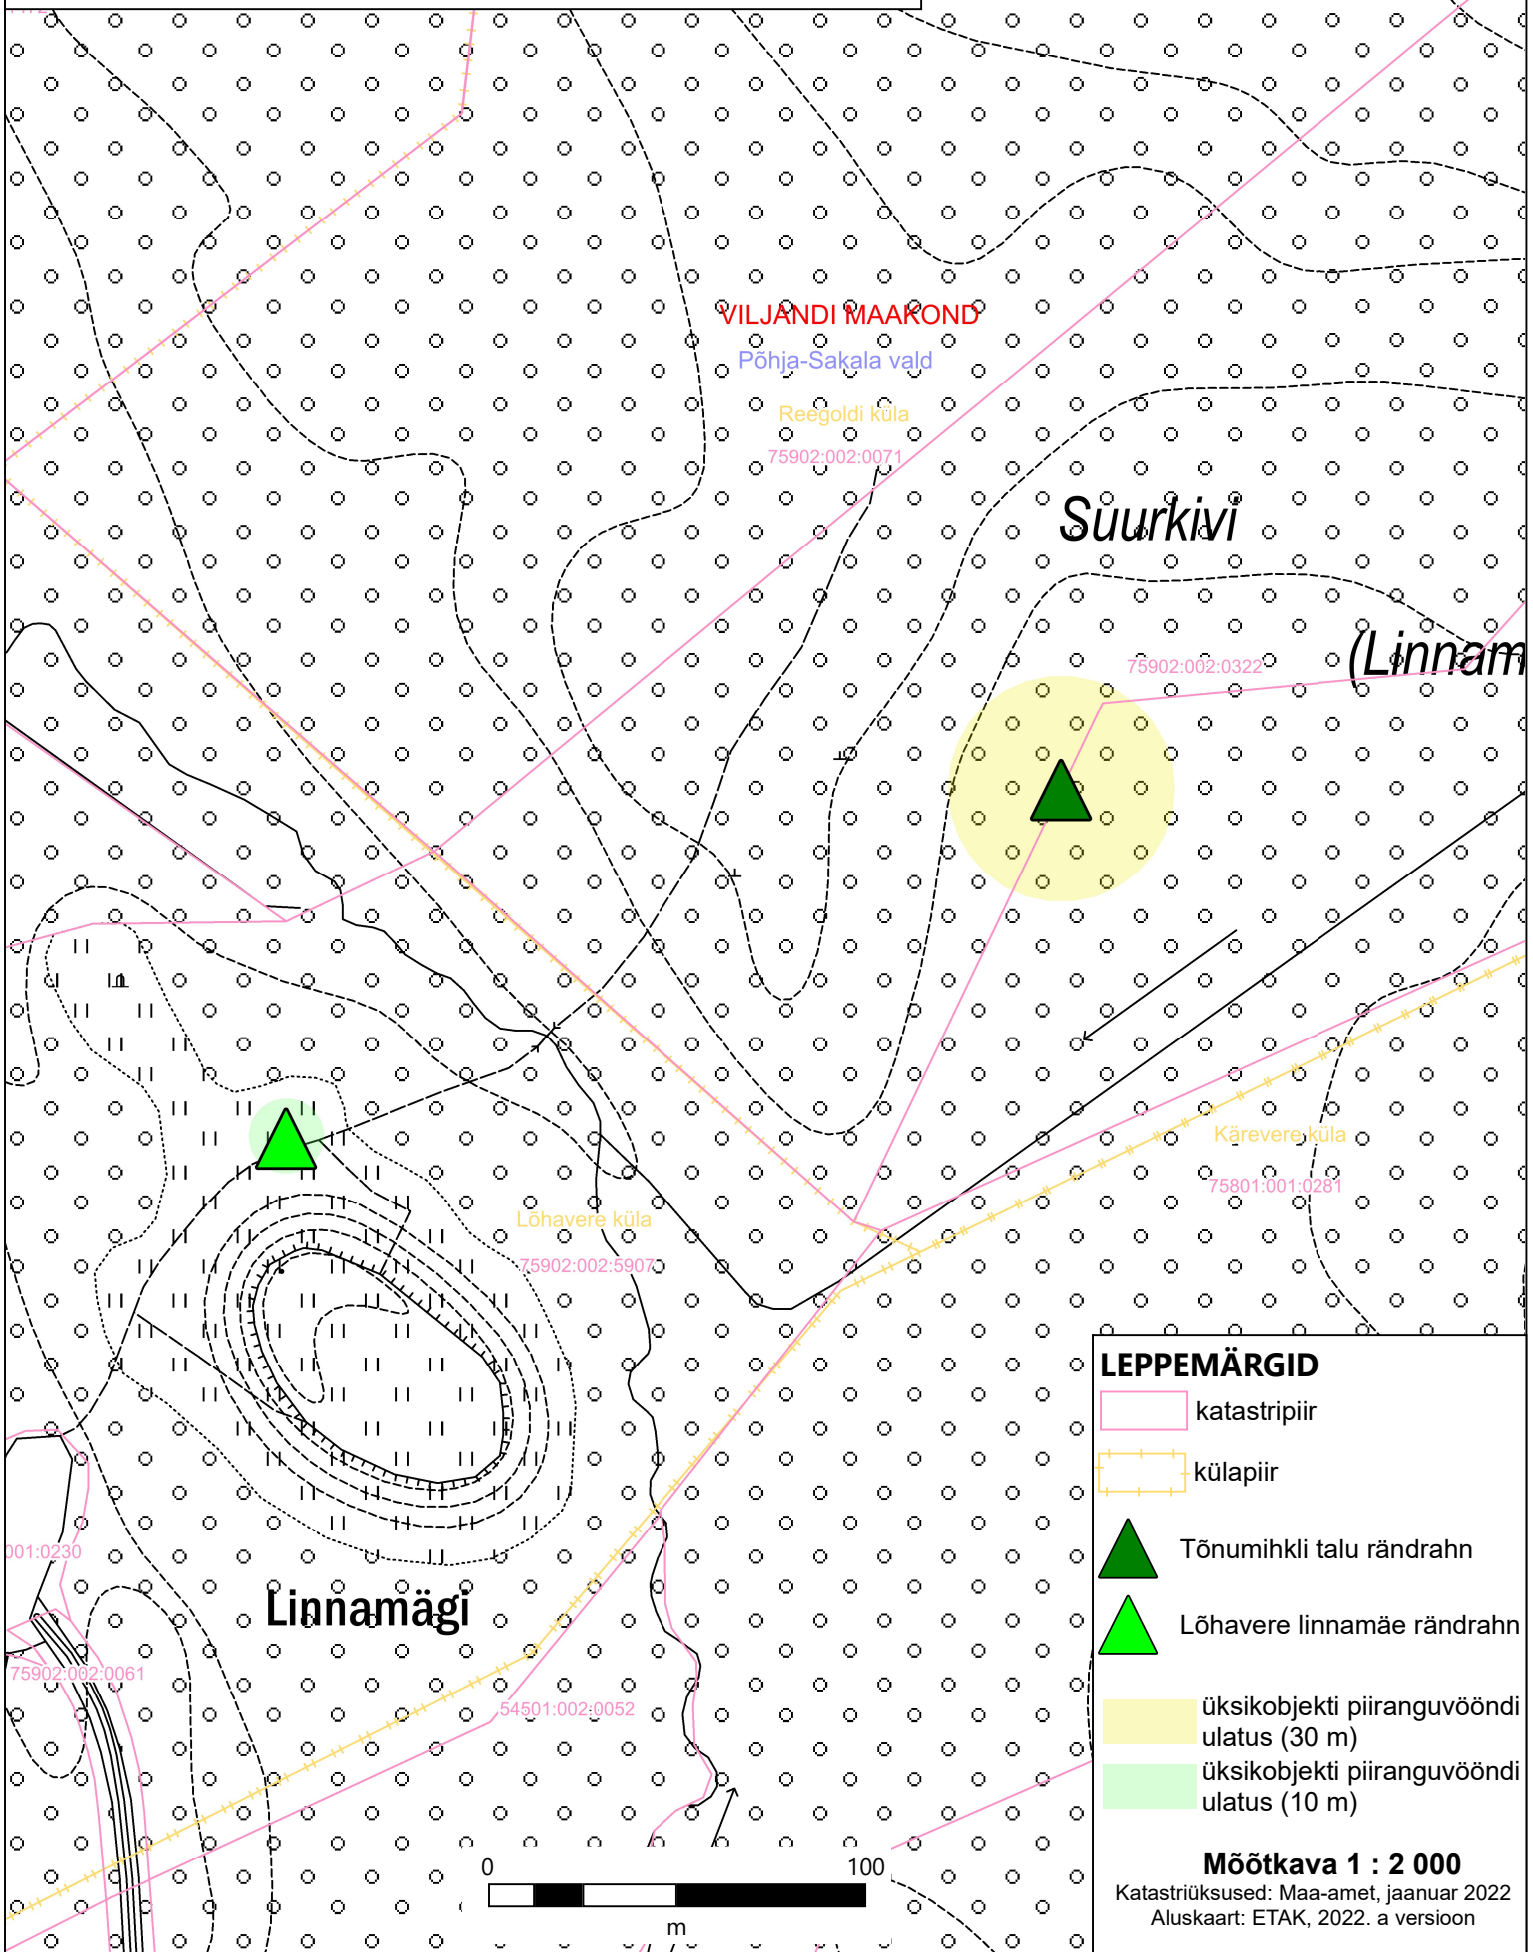 VILJANDI MAAKOND
Põhja-Sakala vald
Reegoldi küla
75902:002:0071
Suurkivi
(Linnam
75902:002:0322
Kärevere küla
75801:001:0281
Lõhavere küla
75902:002:5907
001:0230
Linnamägi
75902:002:0061
54501:002:0052
0 100
m
LEPPEMÄRGID
katastripiir
külapiir
Tõnumihkli talu rändrahn
Lõhavere linnamäe rändrahn
üksikobjekti piiranguvööndi
ulatus (30 m)
üksikobjekti piiranguvööndi
ulatus (10 m)
Mõõtkava 1 : 2 000
Katastriüksused: Maa-amet, jaanuar 2022
Aluskaart: ETAK, 2022. a versioon